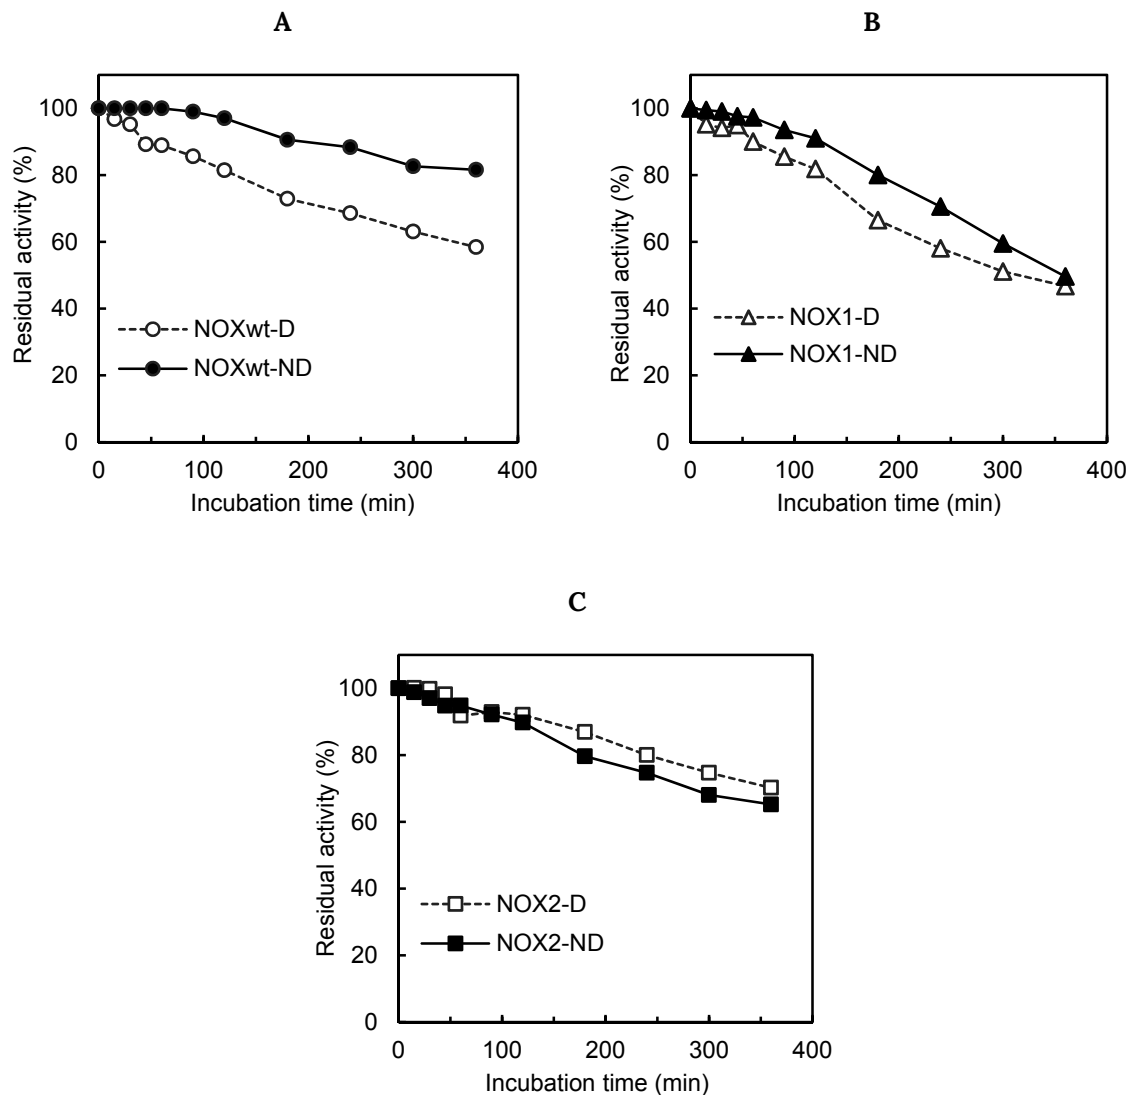 A
Residual activity (%)
100
80
60
40
20
0
NOXwt-D
NOXwt-ND
0 100 200 300 400
Incubation time (min)
B
Residual activity (%)
100
80
60
40
20
0
NOX1-D
NOX1-ND
0 100 200 300 400
Incubation time (min)
C
Residual activity (%)
100
80
60
40
20
0
NOX2-D
NOX2-ND
0 100 200 300 400
Incubation time (min)